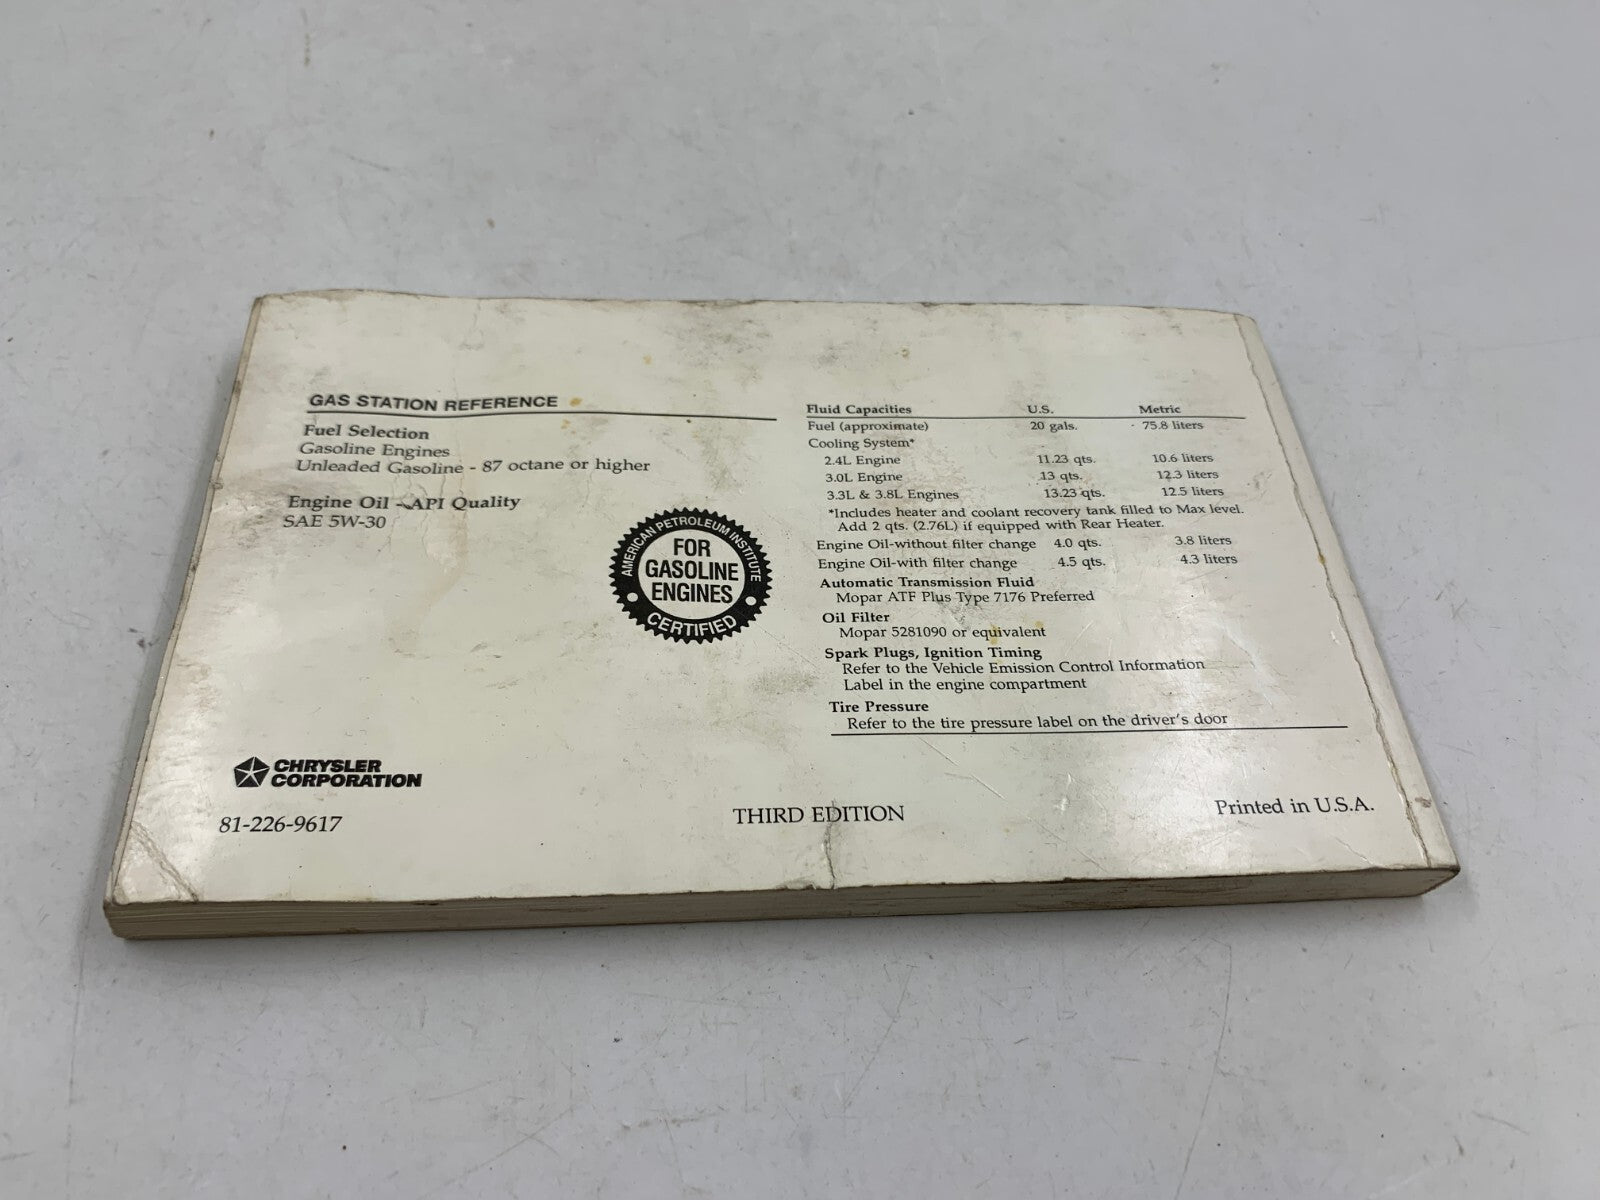 GAS STATION REFERENCE
Fuel Selection
Gasoline Engines
Unleaded Gasoline - 87 octane or higher
Engine Oil - API Quality
SAE 5W-30
AMERICAN PETROLEUM INSTITUTE
FOR
GASOLINE
ENGINES
CERTIFIED
Fluid Capacities U.S. Metric
Fuel (approximate) 20 gals. 75.8 liters
Cooling System*
2.4L Engine 11.23 qts. 10.6 liters
3.0L Engine 13 qts. 12.3 liters
3.3L & 3.8L Engines 13.23 qts. 12.5 liters
*Includes heater and coolant recovery tank filled to Max level.
Add 2 qts. (2.76L) if equipped with Rear Heater.
Engine Oil-without filter change 4.0 qts. 3.8 liters
Engine Oil-with filter change 4.5 qts. 4.3 liters
Automatic Transmission Fluid
Mopar ATF Plus Type 7176 Preferred
Oil Filter
Mopar 5281090 or equivalent
Spark Plugs, Ignition Timing
Refer to the Vehicle Emission Control Information
Label in the engine compartment
Tire Pressure
Refer to the tire pressure label on the driver's door
CHRYSLER
CORPORATION
81-226-9617
THIRD EDITION
Printed in U.S.A.